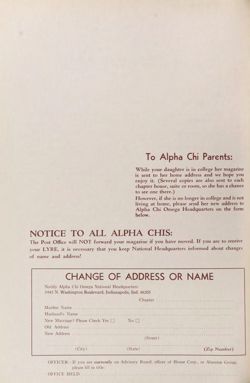 To Alpha Chi Parents:
While your daughter is in college her magazine
is sent to her home address and we hope you
enjoy it. (Several copies are also sent to each
chapter house, suite or room, so she has a chance
to see one there.)
However, if she is no longer in college and is not
living at home, please send her new address to
Alpha Chi Omega Headquarters on the form
below.
NOTICE TO ALL ALPHA CHIS:
The Post Office will NOT forward your magazine if you have moved. If you are to receive
your LYRE, it is necessary that you keep National Headquarters informed about changes
of name and address!
CHANGE OF ADDRESS OR NAME
Notify Alpha Chi Omega National Headquarters:
N. Washington Boulevard, Indianapolis, Ind. 46205
Chapter
Maiden Name
Husband's Name
New Marriage? Please Check Yes No
Old Address
New Address
(Street)
(City) (State) (Zip Number)
OFFICER: If you are currently on Advisory Board, officer of House Corp., or Alumnae Group,
please fill in title:
OFFICE HELD